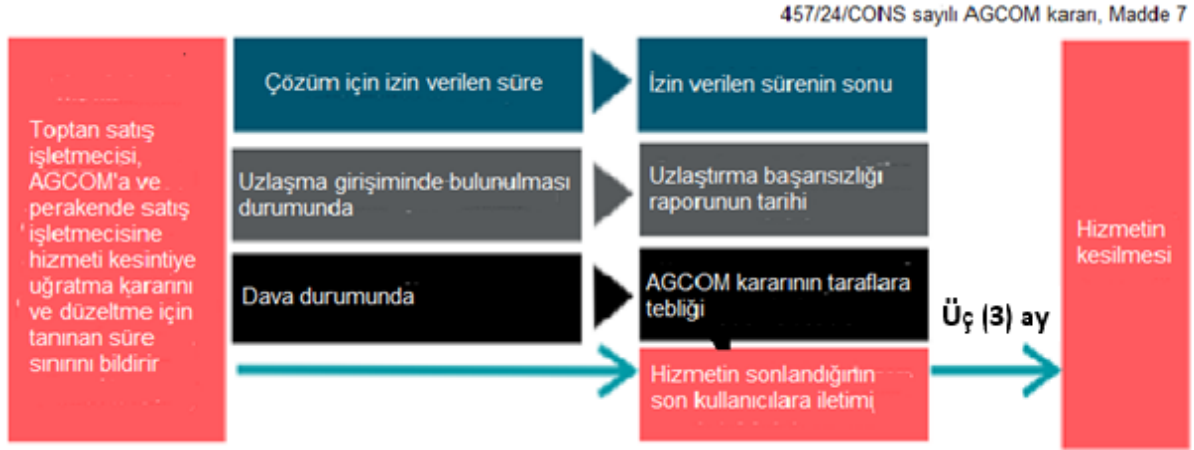 457/24/CONS sayılı AGCOM kararı, Madde 7
Toptan satış
işletmecisi,
AGCOM'a ve
perakende satış
işletmecisine
hizmeti kesintiye
uğratma kararını
ve düzeltme için
tanınan süre
sınırını bildirir
Çözüm için izin verilen süre
İzin verilen sürenin sonu
Uzlaşma girişiminde bulunulması
durumunda
Uzlaştırma başarısızlığı
raporunun tarihi
Dava durumunda
AGCOM kararının taraflara
tebliği
Hizmetin sonlandığırtın
son kullanıcılara iletimi
Üç (3) ay
Hizmetin
kesilmesi